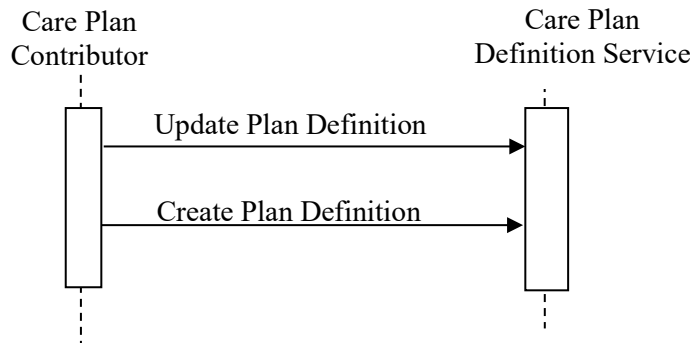 Care Plan
Contributor
Care Plan
Definition Service
Update Plan Definition
Create Plan Definition